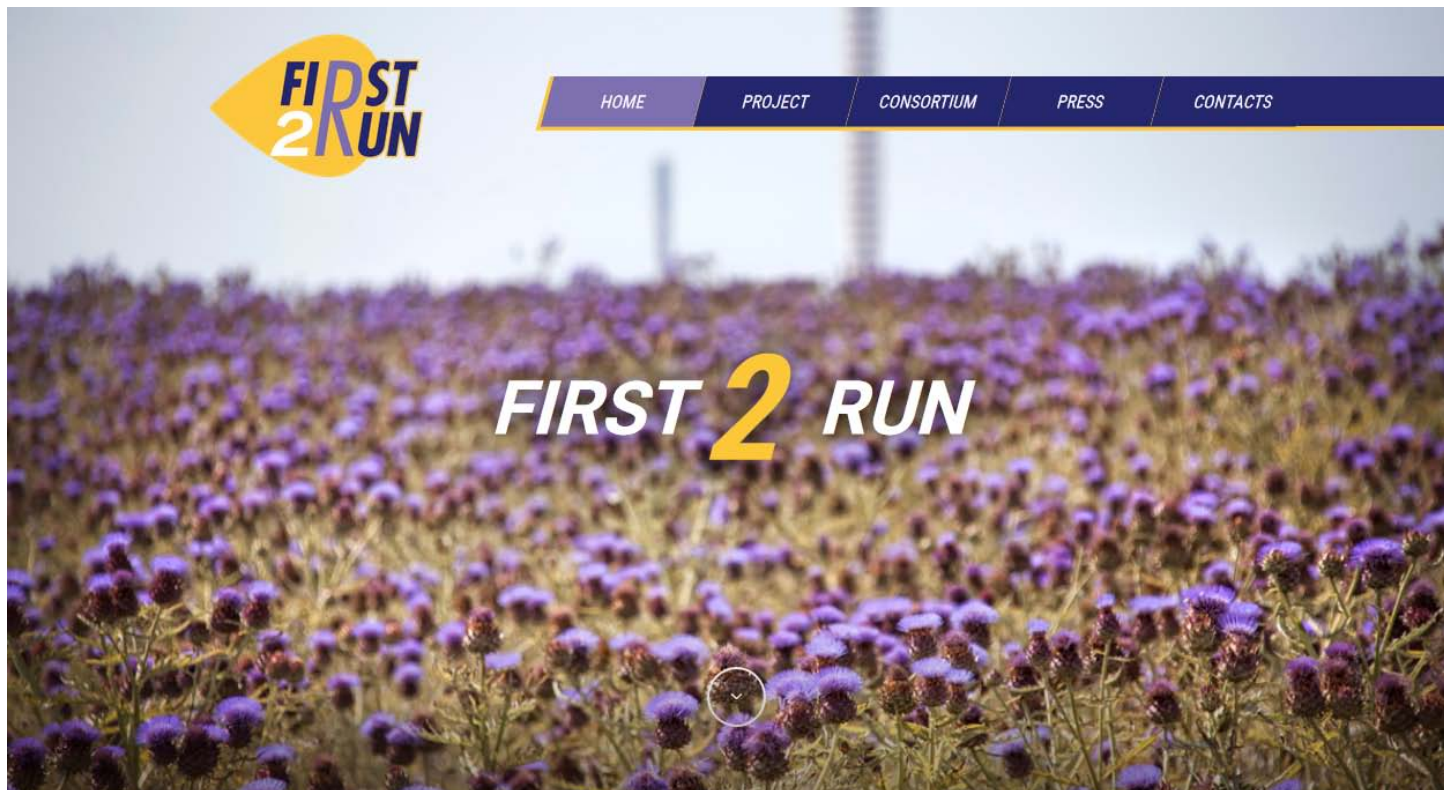 FIRST
2RUN
HOME PROJECT CONSORTIUM PRESS CONTACTS
FIRST 2 RUN